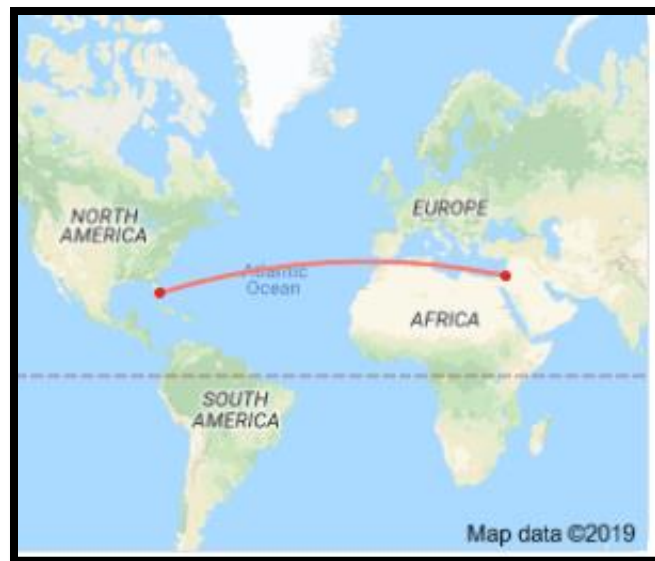 NORTH
AMERICA
EUROPE
Atlantic
Ocean
AFRICA
SOUTH
AMERICA
Map data ©2019